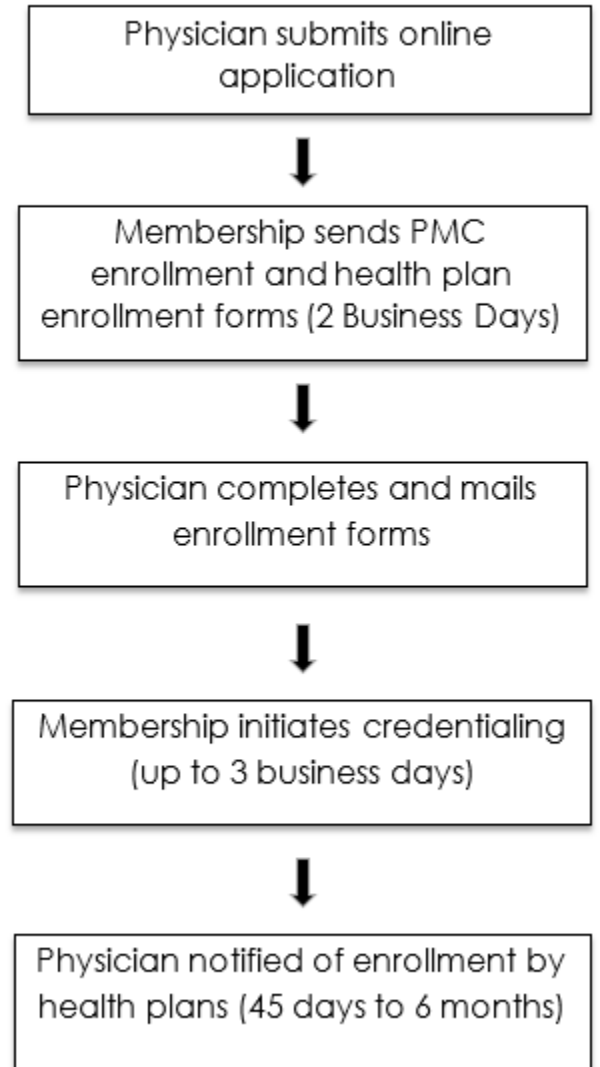 Physician submits online
application
Membership sends PMC
enrollment and health plan
enrollment forms (2 Business Days)
Physician completes and mails
enrollment forms
Membership initiates credentialing
(up to 3 business days)
Physician notified of enrollment by
health plans (45 days to 6 months)